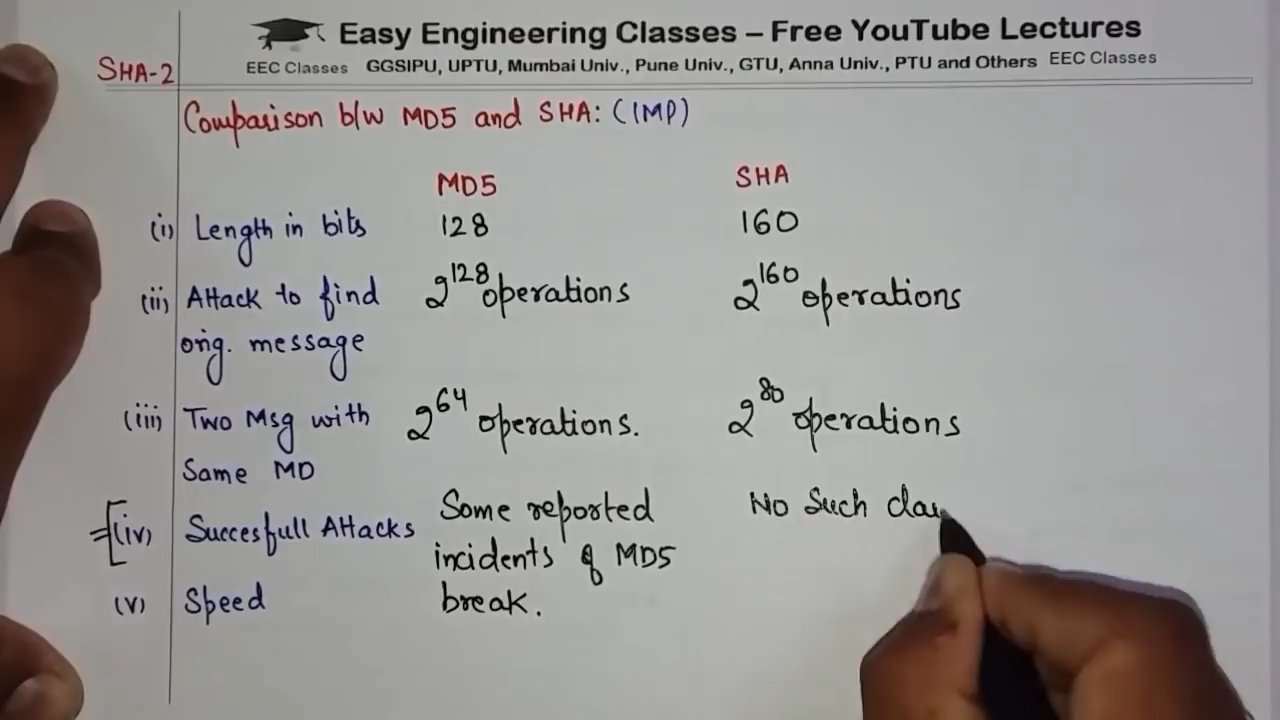 Easy Engineering Classes – Free YouTube Lectures
EEC Classes GGSIPU, UPTU, Mumbai Univ., Pune Univ., GTU, Anna Univ., PTU and Others EEC Classes
SHA-2
Comparison b/w MD5 and SHA: (IMP)
MD5 SHA
(i) Length in bits 128 160
(ii) Attack to find 2^128 operations 2^160 operations
orig. message
(iii) Two Msg with 2^64 operations. 2^80 operations
Same MD
(iv) Succesfull Attacks Some reported No Such
incidents of MD5
(v) Speed break.